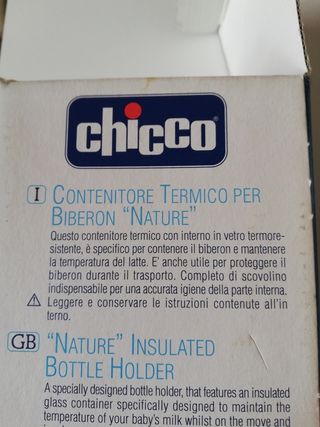 chicco
I CONTENITORE TERMICO PER
BIBERON "NATURE"
Questo contenitore termico con interno in vetro termore-
sistente, è specifico per contenere il biberon e mantenere
la temperatura del latte. E' anche utile per proteggere il
biberon durante il trasporto. Completo di scovolino
indispensabile per una accurata igiene della parte interna.
Leggere e conservare le istruzioni contenute all'in
terno.
GB "NATURE" INSULATED
BOTTLE HOLDER
A specially designed bottle holder, that features an insulated
glass container specifically designed to maintain the
temperature of your baby's milk whilst on the move and